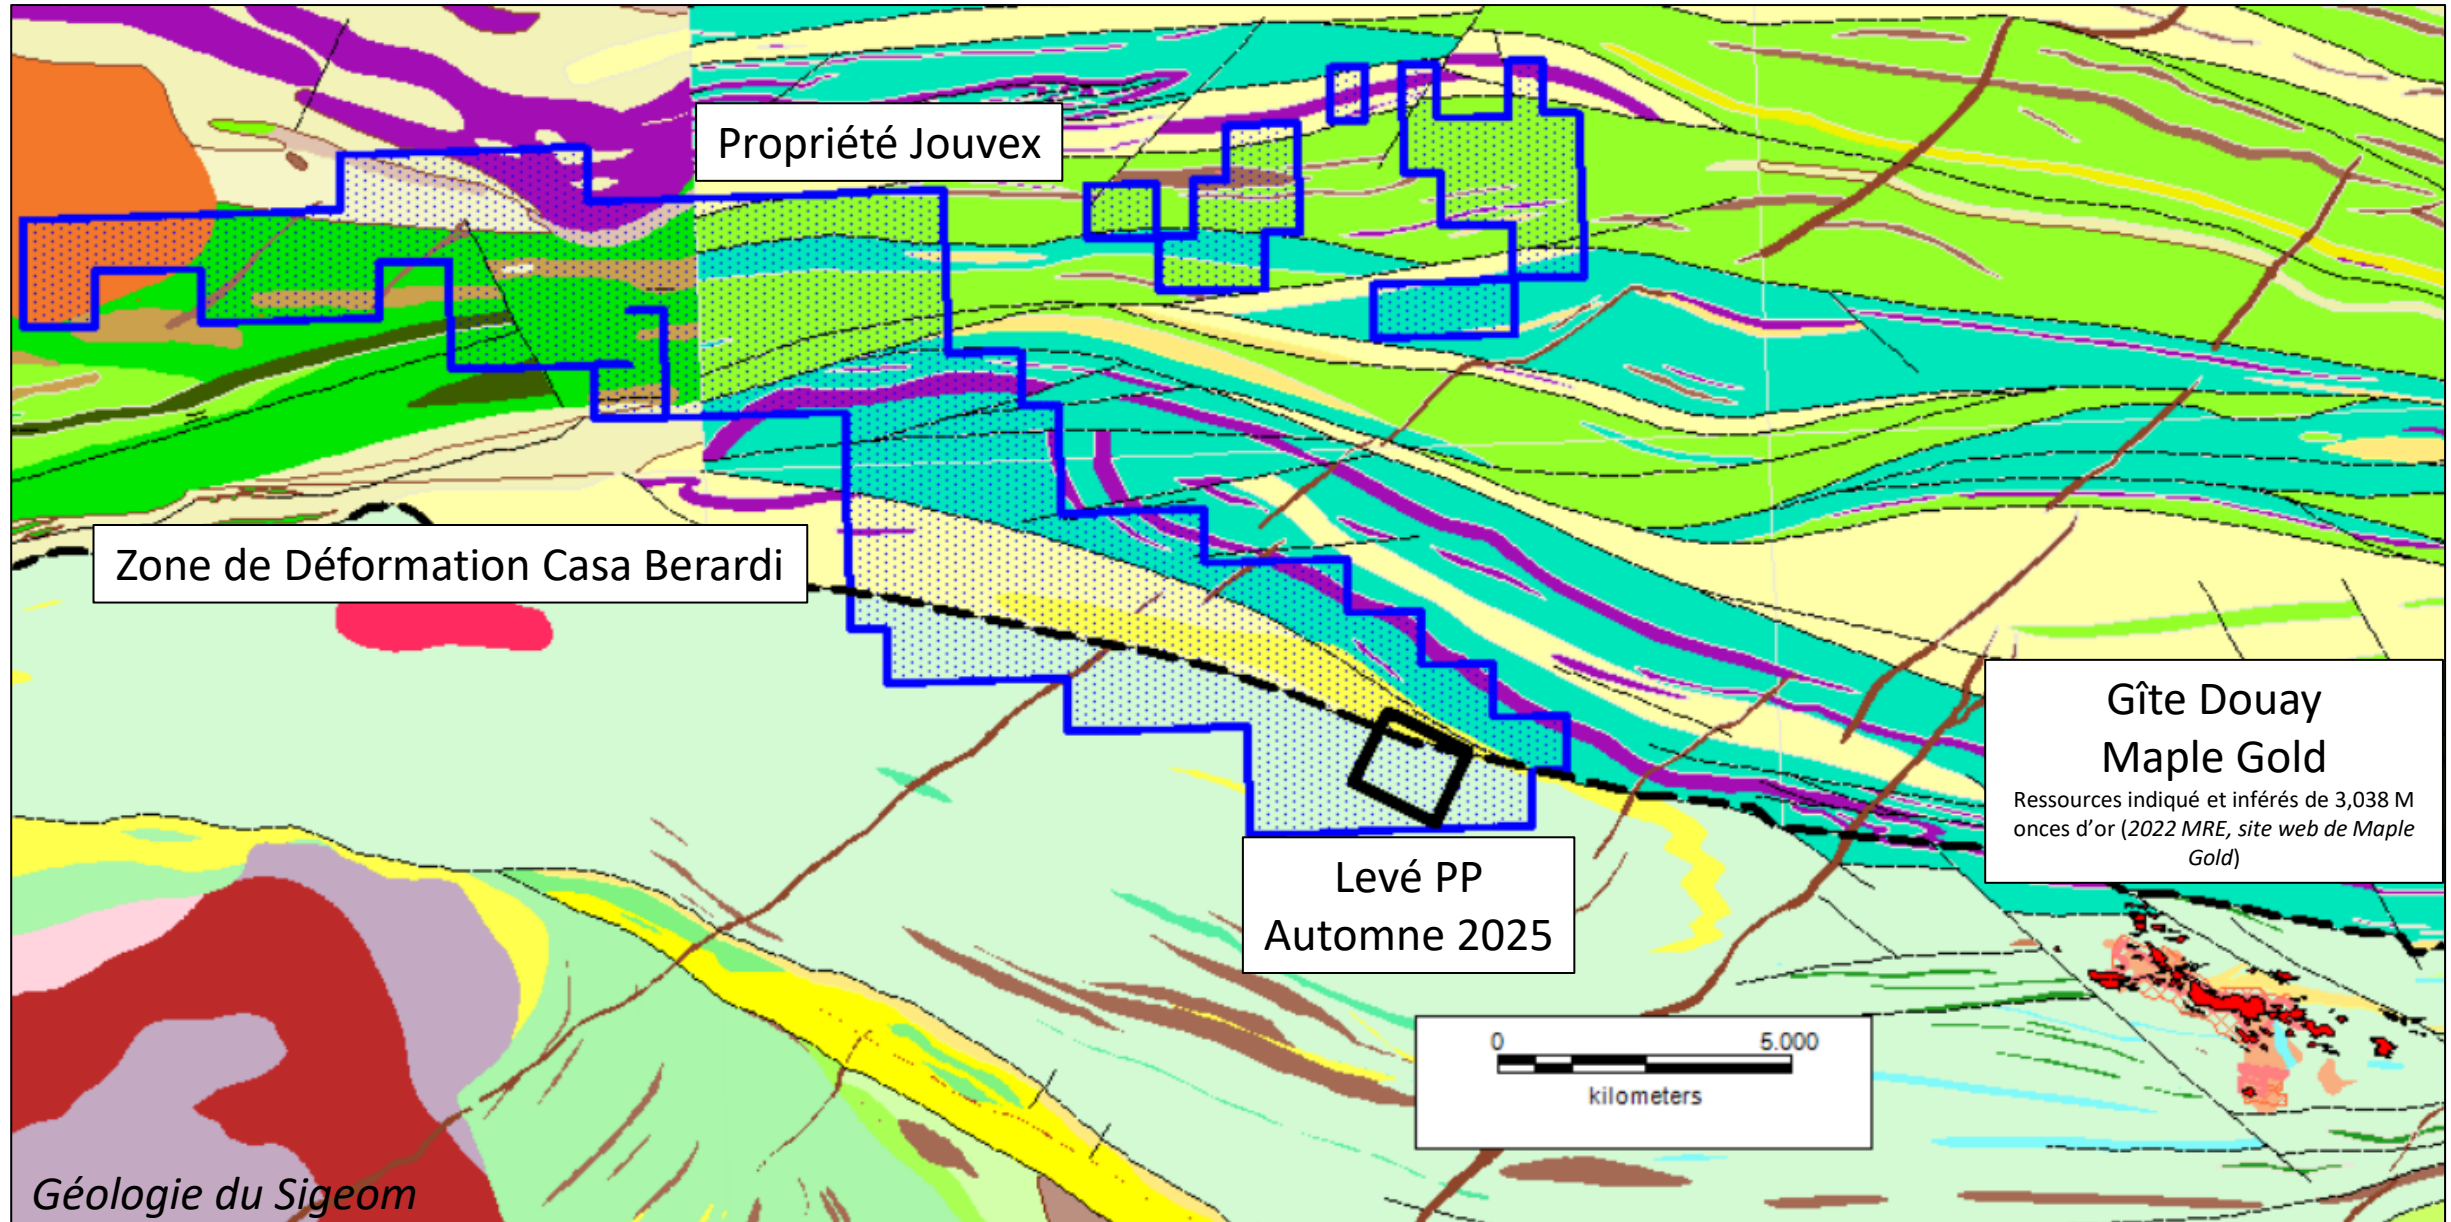 Propriété Jouvex
Zone de Déformation Casa Berardi
Gîte Douay
Maple Gold
Ressources indiqué et inférés de 3,038 M
onces d’or (2022 MRE, site web de Maple
Gold)
Levé PP
Automne 2025
0 5.000
kilometers
Géologie du Sigeom